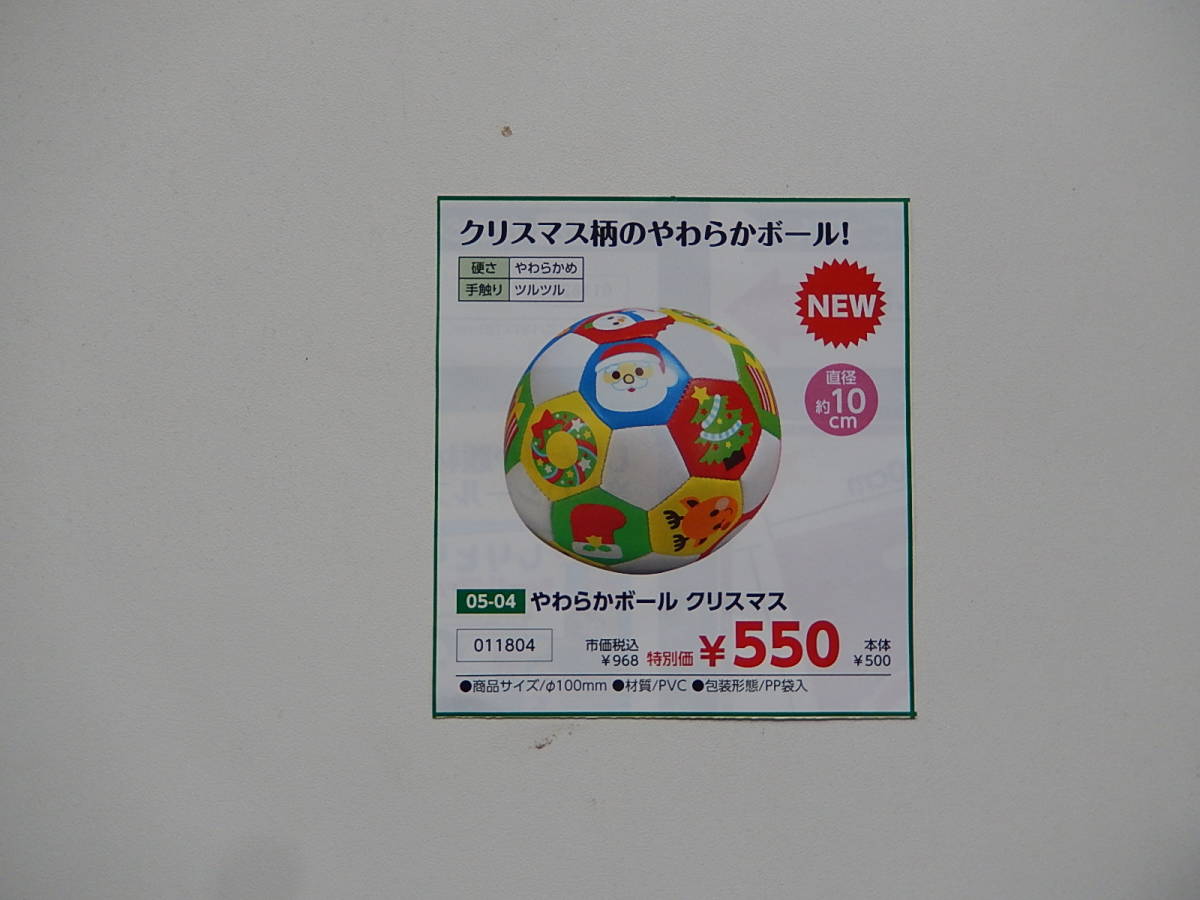 クリスマス柄のやわらかボール!
硬さ やわらかめ
手触り ツルツル
NEW
直径
約10
cm
05-04 やわらかボール クリスマス
011804
市価税込
¥968
特別価 ¥550
本体
¥500
●商品サイズ/φ100mm ●材質/PVC ●包装形態/PP袋入